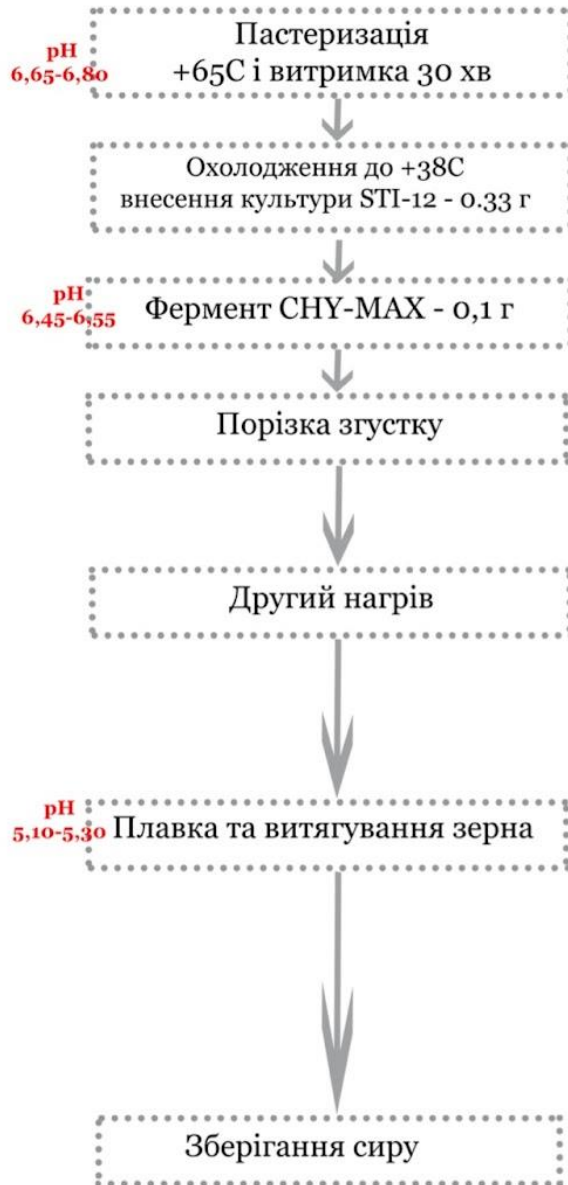 Пастеризація
pH
6,65-6,80
+65С і витримка 30 хв
Охолодження до +38С
внесення культури STI-12 - 0.33 г
pH
6,45-6,55
Фермент CHY-MAX - 0,1 г
Порізка згустку
Другий нагрів
pH
5,10-5,30
Плавка та витягування зерна
Зберігання сиру